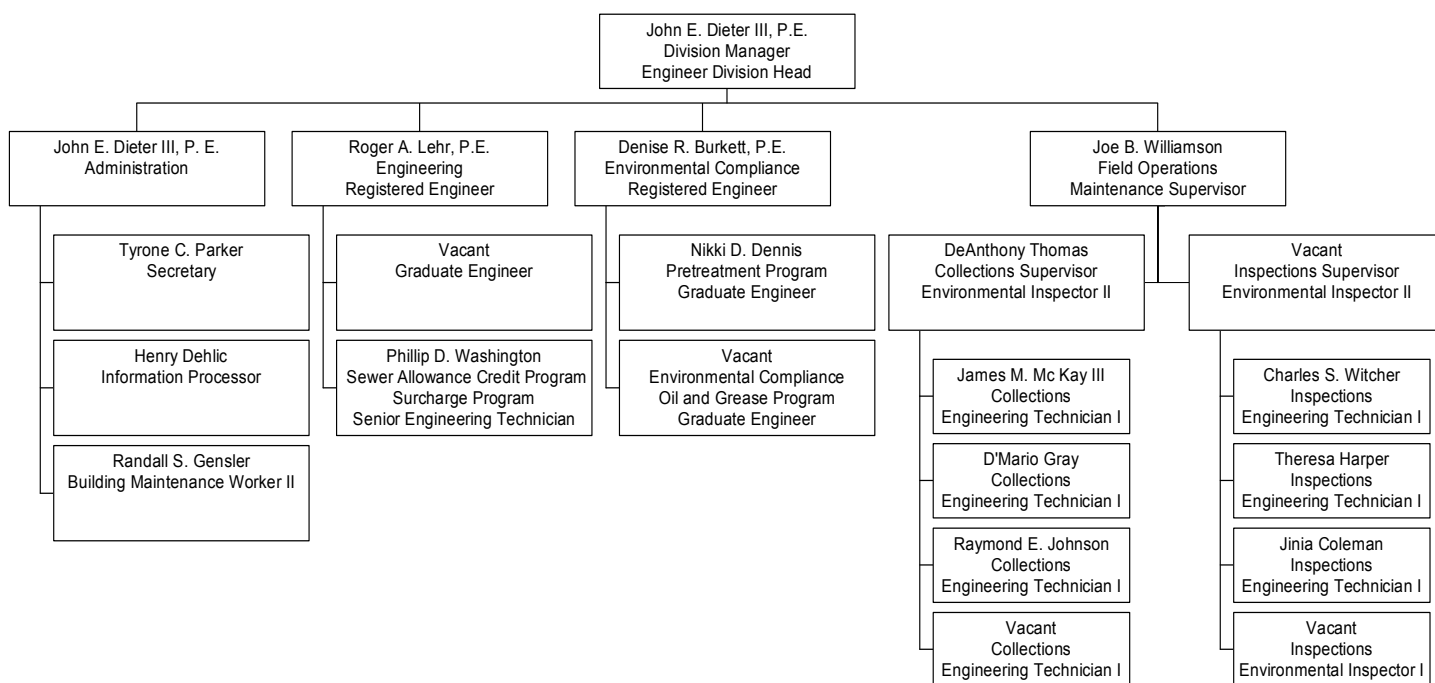 John E. Dieter III, P.E.
Division Manager
Engineer Division Head
John E. Dieter III, P. E.
Administration
Roger A. Lehr, P.E.
Engineering
Registered Engineer
Denise R. Burkett, P.E.
Environmental Compliance
Registered Engineer
Joe B. Williamson
Field Operations
Maintenance Supervisor
Tyrone C. Parker
Secretary
Henry Dehlic
Information Processor
Randall S. Gensler
Building Maintenance Worker II
Vacant
Graduate Engineer
Phillip D. Washington
Sewer Allowance Credit Program
Surcharge Program
Senior Engineering Technician
Nikki D. Dennis
Pretreatment Program
Graduate Engineer
Vacant
Environmental Compliance
Oil and Grease Program
Graduate Engineer
DeAnthony Thomas
Collections Supervisor
Environmental Inspector II
James M. Mc Kay III
Collections
Engineering Technician I
D'Mario Gray
Collections
Engineering Technician I
Raymond E. Johnson
Collections
Engineering Technician I
Vacant
Collections
Engineering Technician I
Vacant
Inspections Supervisor
Environmental Inspector II
Charles S. Witcher
Inspections
Engineering Technician I
Theresa Harper
Inspections
Engineering Technician I
Jinia Coleman
Inspections
Engineering Technician I
Vacant
Inspections
Environmental Inspector I